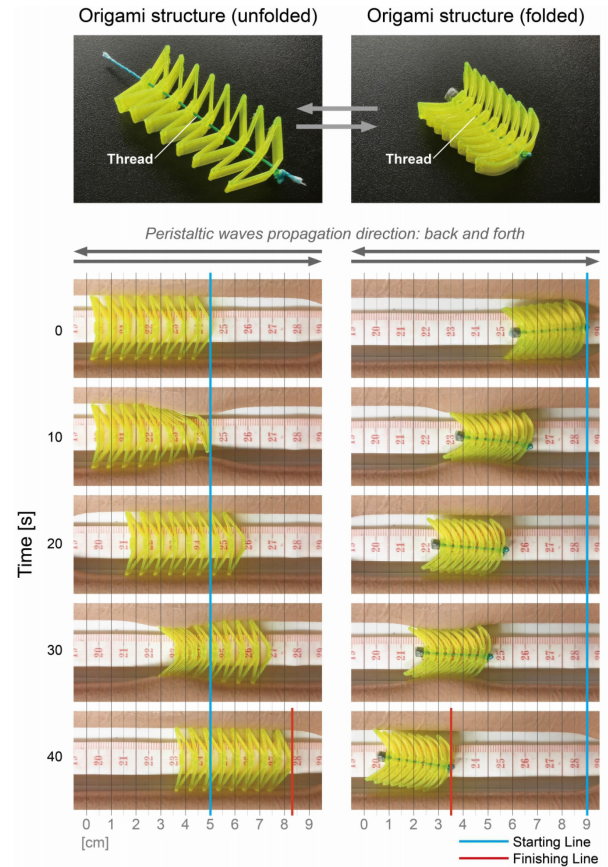 Origami structure (unfolded)
Origami structure (folded)
Thread
Thread
Peristaltic waves propagation direction: back and forth
Time [s]
0
10
20
30
40
0 1 2 3 4 5 6 7 8 9
0 1 2 3 4 5 6 7 8 9
[cm]
Starting Line
Finishing Line